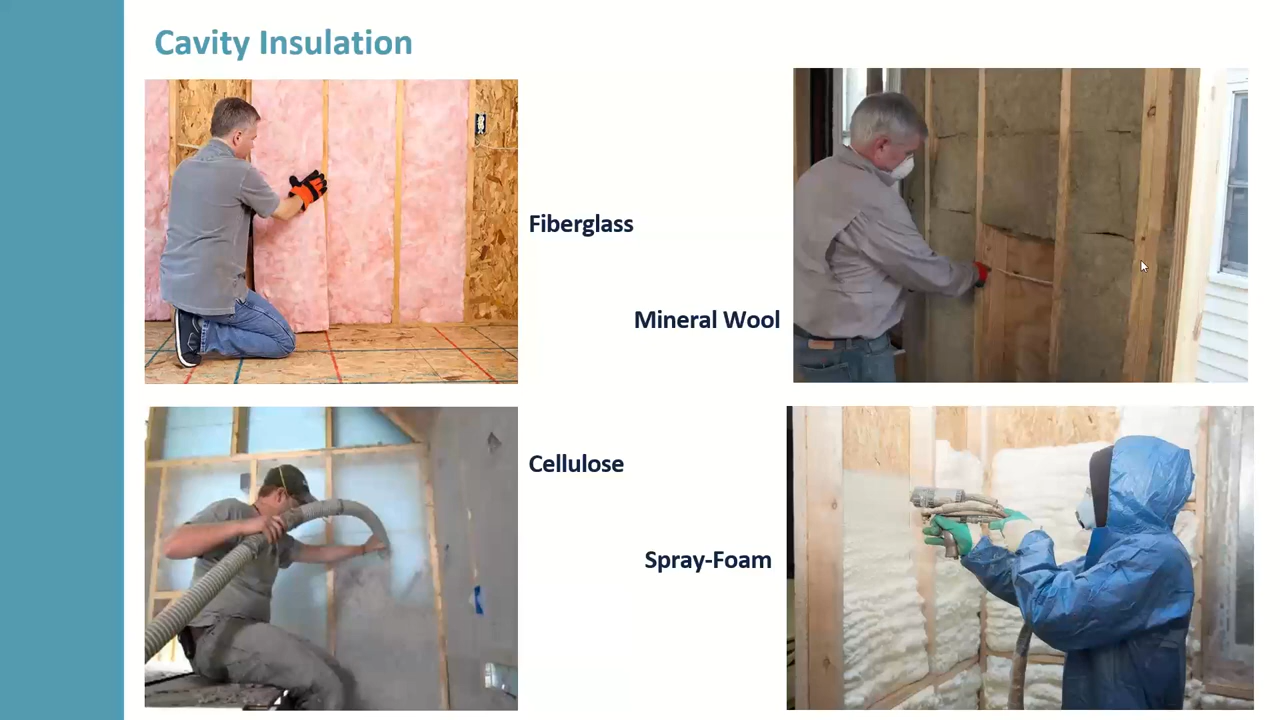 Cavity Insulation
Fiberglass
Mineral Wool
Cellulose
Spray-Foam